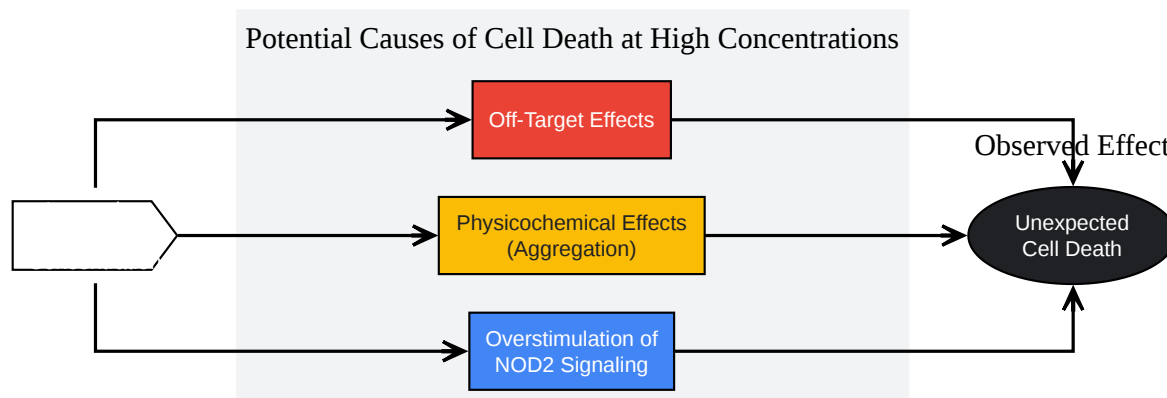 Potential Causes of Cell Death at High Concentrations
Off-Target Effects
Observed Effect
Physicochemical Effects
(Aggregation)
Unexpected
Cell Death
Overstimulation of
NOD2 Signaling